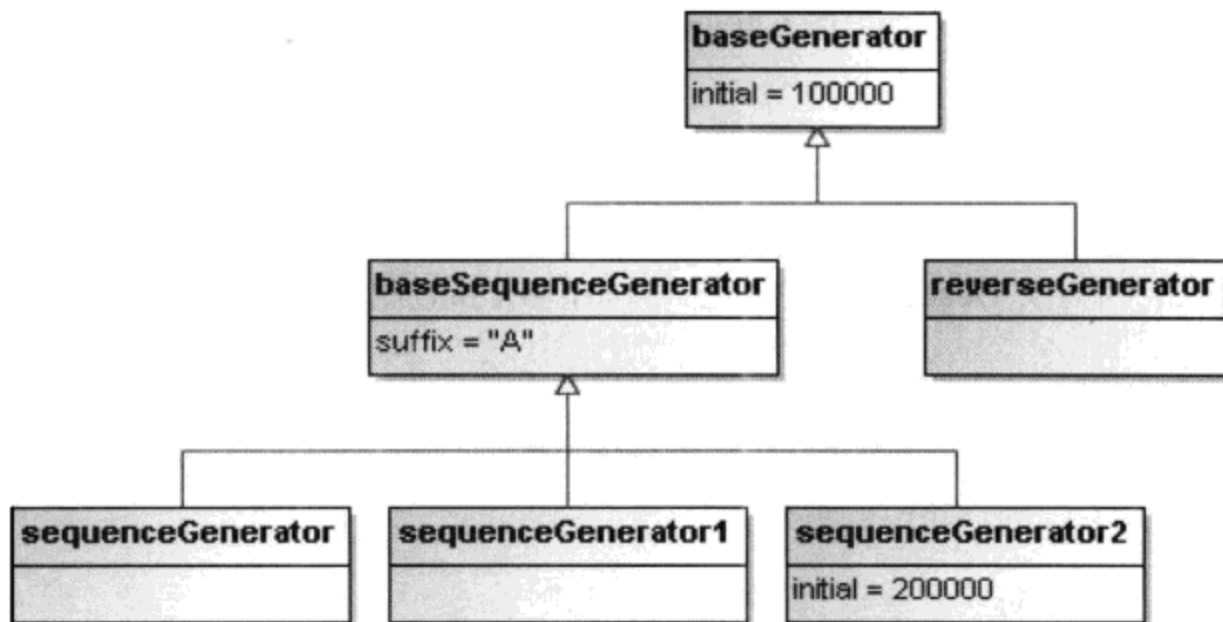 baseGenerator
initial = 100000
baseSequenceGenerator
suffix = "A"
reverseGenerator
sequenceGenerator
sequenceGenerator1
sequenceGenerator2
initial = 200000